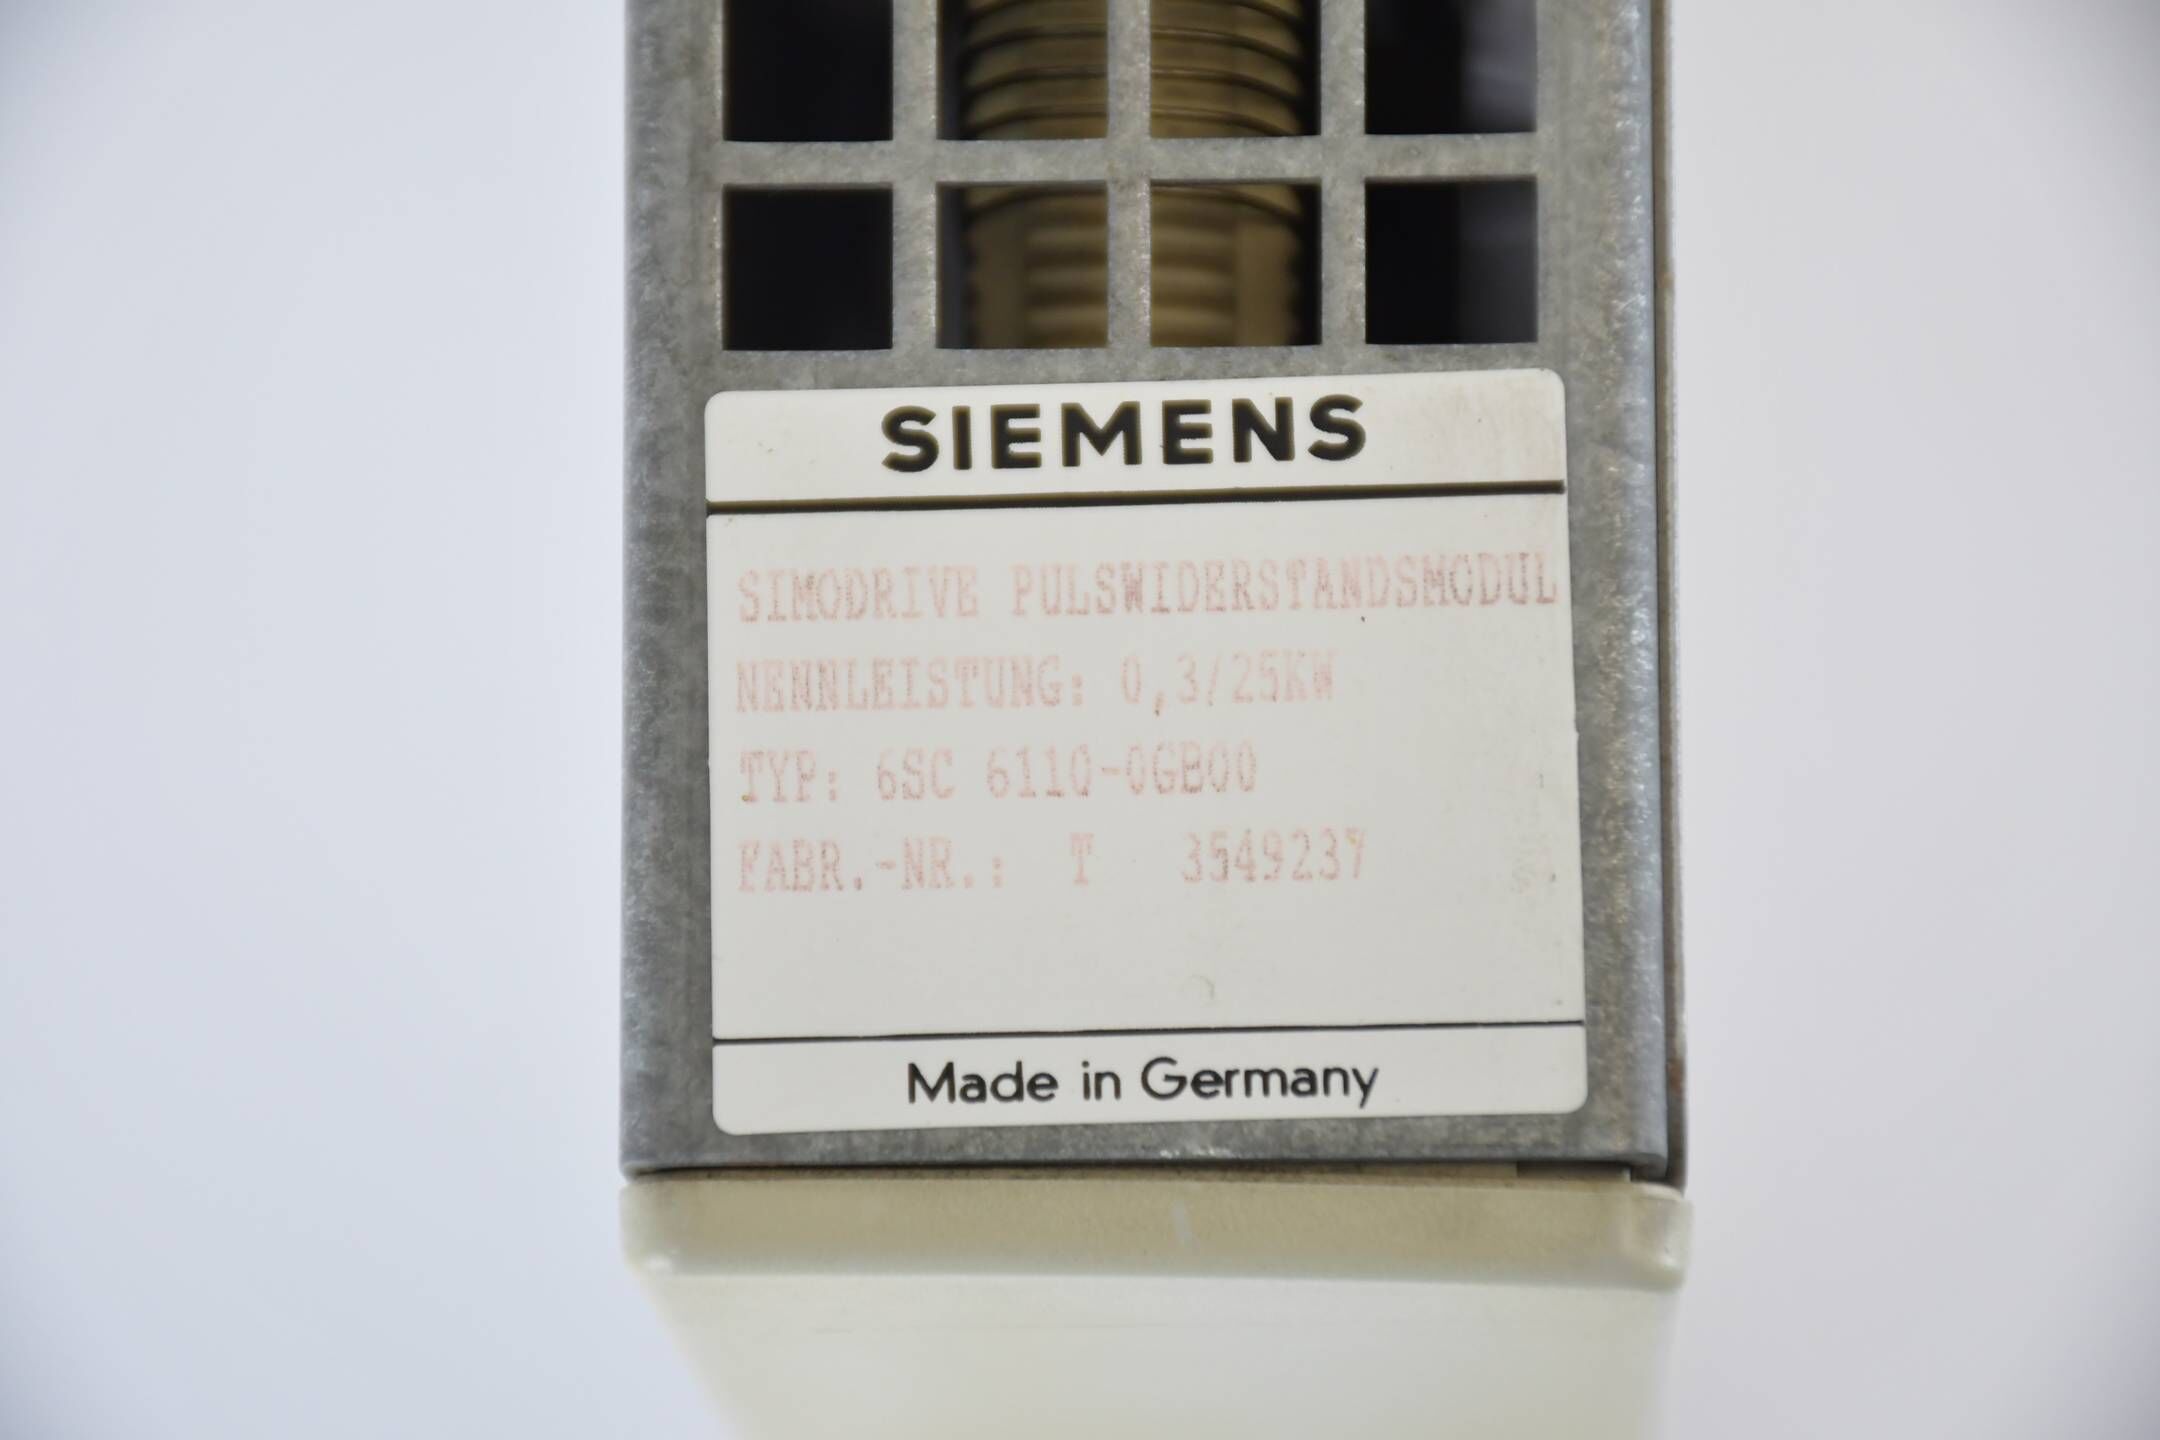 SIEMENS
SIMODRIVE PULSWIDERSTANDSMODUL
NENNLEISTUNG: 0,3/25KW
TYP: 6SC 6110-0GB00
FABR.-NR.: T 3549237
Made in Germany